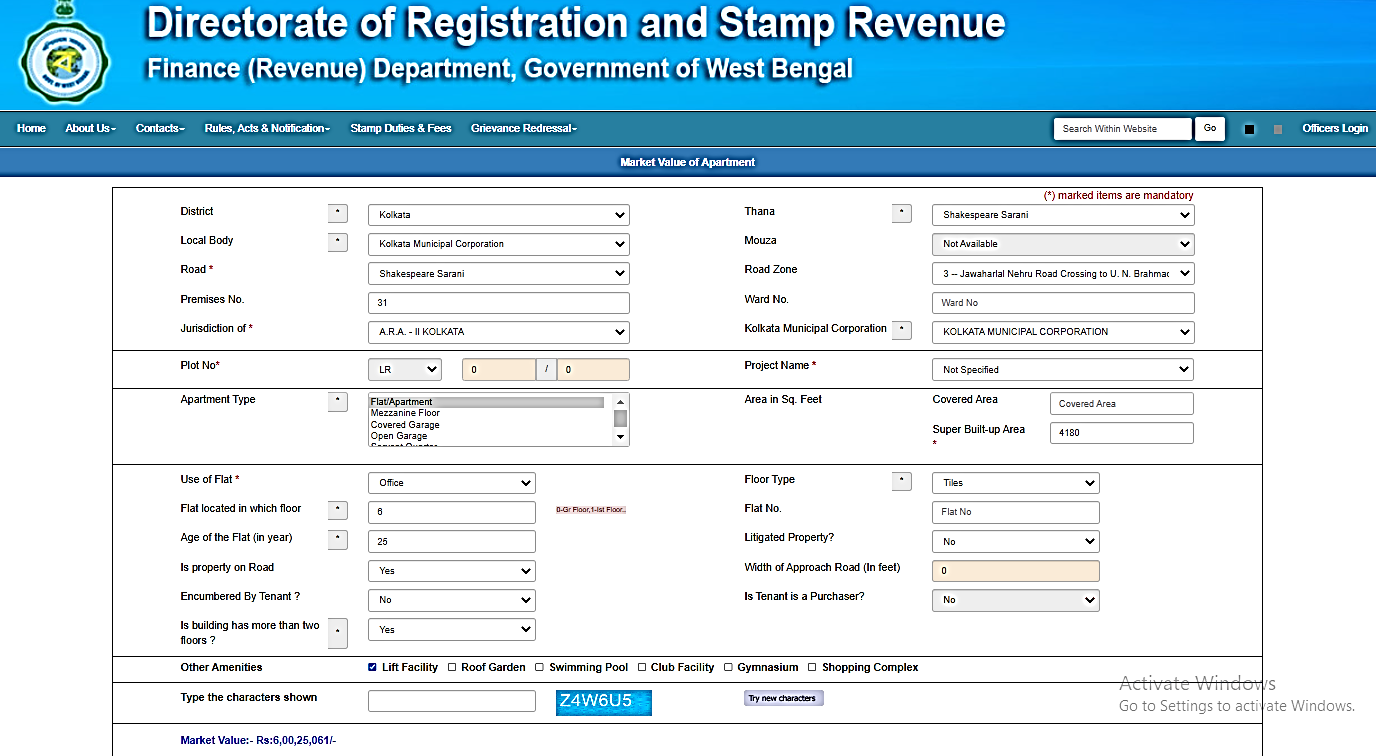 Directorate of Registration and Stamp Revenue
Finance (Revenue) Department, Government of West Bengal
Home About Us Contacts Rules, Acts & Notification Stamp Duties & Fees Grievance Redressal Search Within Website Go Officers Login
Market Value of Apartment
(*) marked items are mandatory
District * Kolkata Thana * Shakespeare Sarani
Local Body * Kolkata Municipal Corporation Mouza Not Available
Road * Shakespeare Sarani Road Zone 3 -- Jawaharlal Nehru Road Crossing to U. N. Brahmac
Premises No. 31 Ward No. Ward No
Jurisdiction of * A.R.A. - II KOLKATA Kolkata Municipal Corporation * KOLKATA MUNICIPAL CORPORATION
Plot No* LR 0 / 0 Project Name * Not Specified
Apartment Type * Flat/Apartment Area in Sq. Feet Covered Area Covered Area
Mezzanine Floor
Covered Garage
Open Garage
Super Built-up Area * 4180
Use of Flat * Office Floor Type * Tiles
Flat located in which floor * 6 0-Gr Floor,1-Ist Floor.. Flat No. Flat No
Age of the Flat (in year) * 25 Litigated Property? No
Is property on Road Yes Width of Approach Road (In feet) 0
Encumbered By Tenant ? No Is Tenant is a Purchaser? No
Is building has more than two floors ? * Yes
Other Amenities Lift Facility Roof Garden Swimming Pool Club Facility Gymnasium Shopping Complex
Type the characters shown Z4W6U5 Try new characters
Market Value:- Rs:6,00,25,061/-
Activate Windows
Go to Settings to activate Windows.